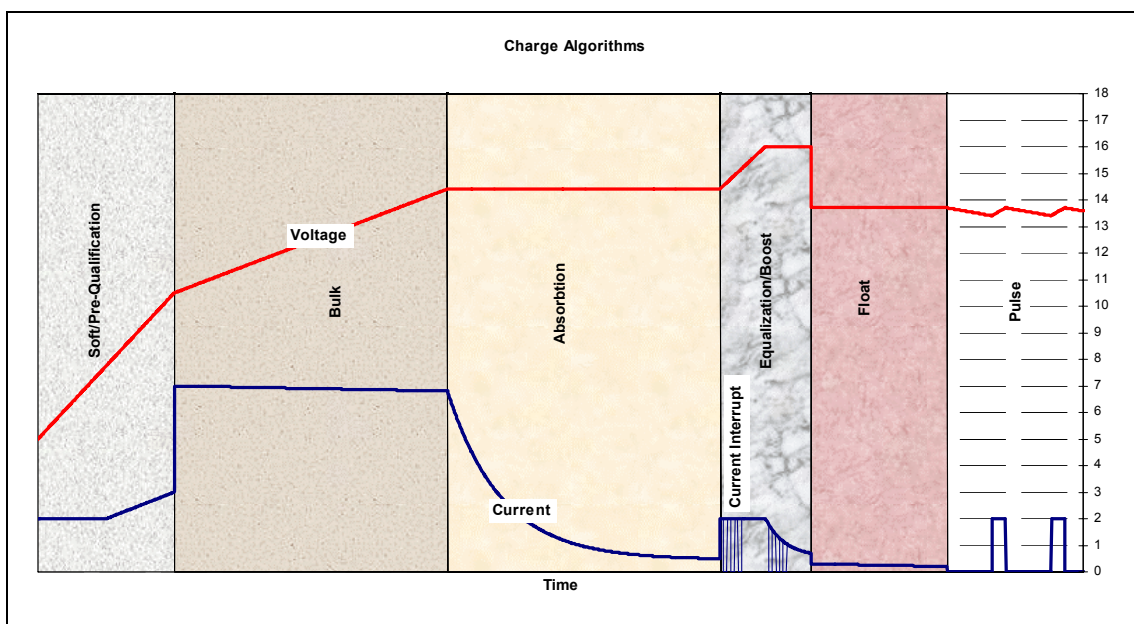 Charge Algorithms
Soft/Pre-Qualification
Bulk
Absorbtion
Equalization/Boost
Float
Pulse
Voltage
Current
Current Interrupt
18
17
16
15
14
13
12
11
10
9
8
7
6
5
4
3
2
1
0
Time